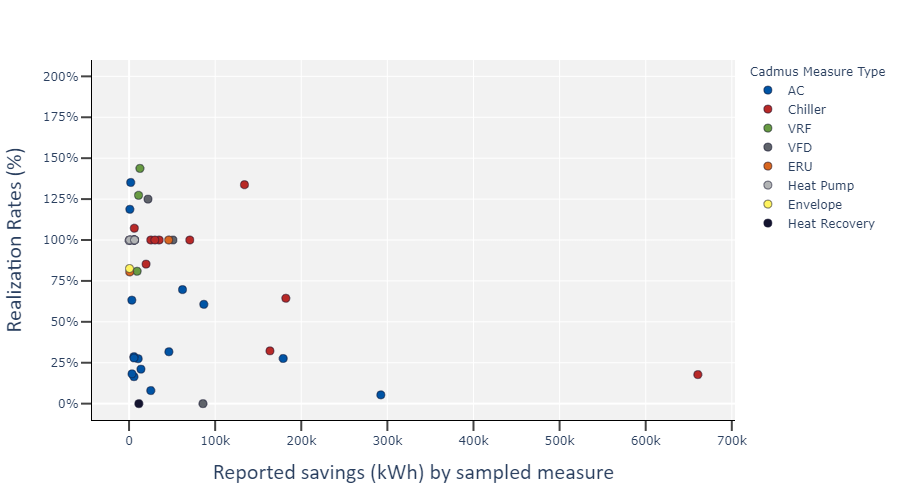 Cadmus Measure Type
AC
Chiller
VRF
VFD
ERU
Heat Pump
Envelope
Heat Recovery
Realization Rates (%)
200%
175%
150%
125%
100%
75%
50%
25%
0%
0
100k
200k
300k
400k
500k
600k
700k
Reported savings (kWh) by sampled measure